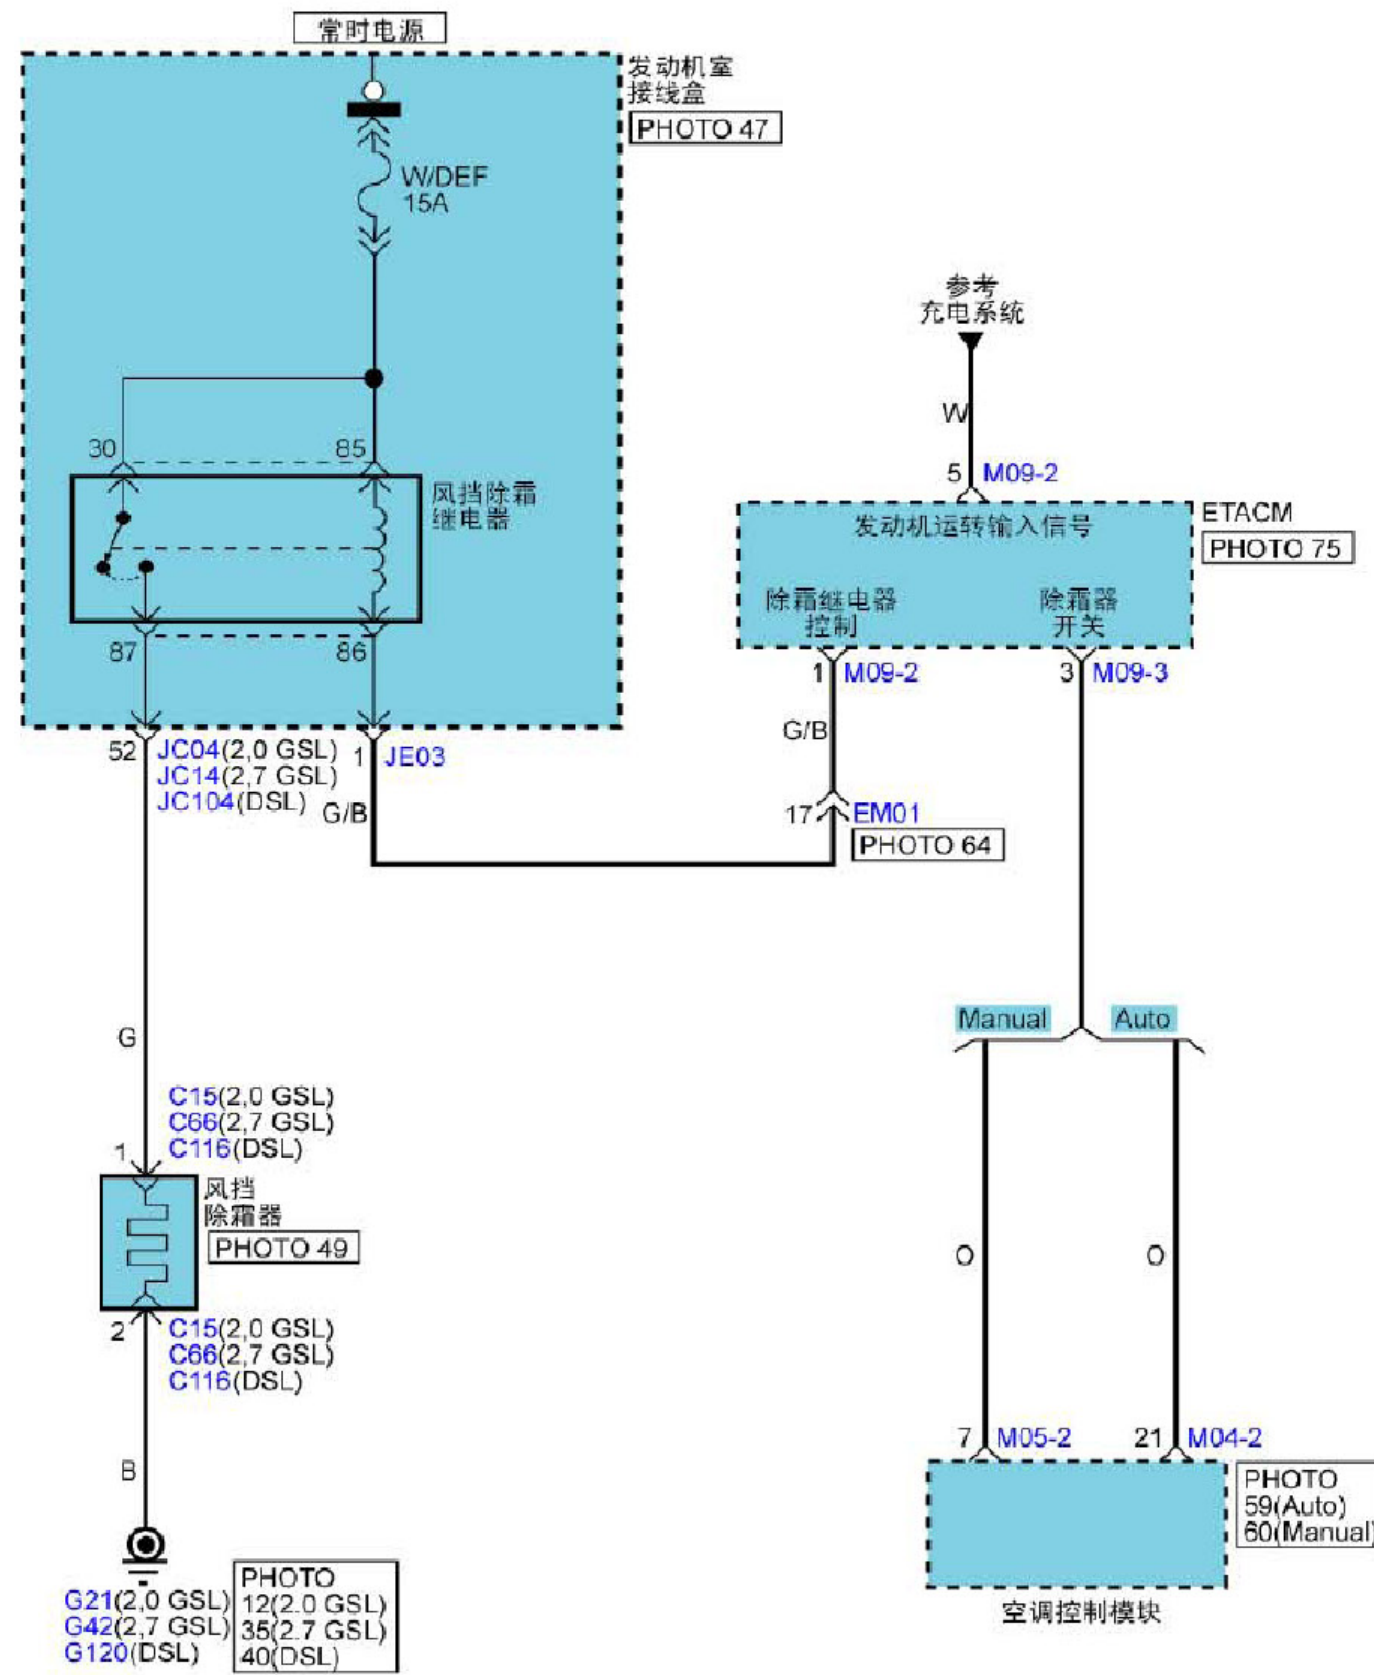 常时电源
发动机室
接线盒
PHOTO 47
W/DEF
15A
30
85
风挡除霜
继电器
87
86
52
JC04(2,0 GSL)
JC14(2,7 GSL)
JC104(DSL)
1
JE03
G/B
参考
充电系统
W
5
M09-2
发动机运转输入信号
ETACM
PHOTO 75
除霜继电器
控制
除霜器
开关
1
M09-2
3
M09-3
G/B
17
EM01
PHOTO 64
G
C15(2,0 GSL)
C66(2,7 GSL)
C116(DSL)
1
风挡
除霜器
PHOTO 49
2
C15(2,0 GSL)
C66(2,7 GSL)
C116(DSL)
B
G21(2,0 GSL)
G42(2,7 GSL)
G120(DSL)
PHOTO
12(2.0 GSL)
35(2.7 GSL)
40(DSL)
Manual
Auto
O
O
7
M05-2
21
M04-2
PHOTO
59(Auto)
60(Manual)
空调控制模块